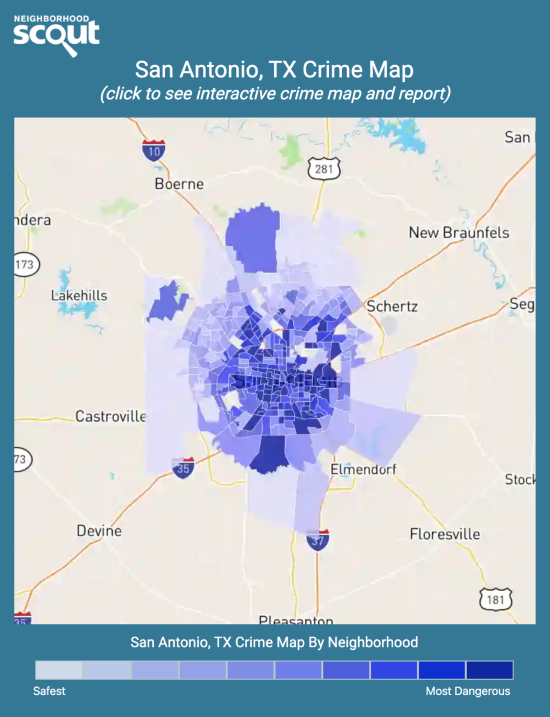 NEIGHBORHOOD
scout
San Antonio, TX Crime Map
(click to see interactive crime map and report)
San
10
281
Boerne
ndera
New Braunfels
173
Lakehills
Schertz
Seg
Castroville
73
35
Elmendorf
Stock
Devine
37
Floresville
181
35
Pleasanton
San Antonio, TX Crime Map By Neighborhood
Safest
Most Dangerous